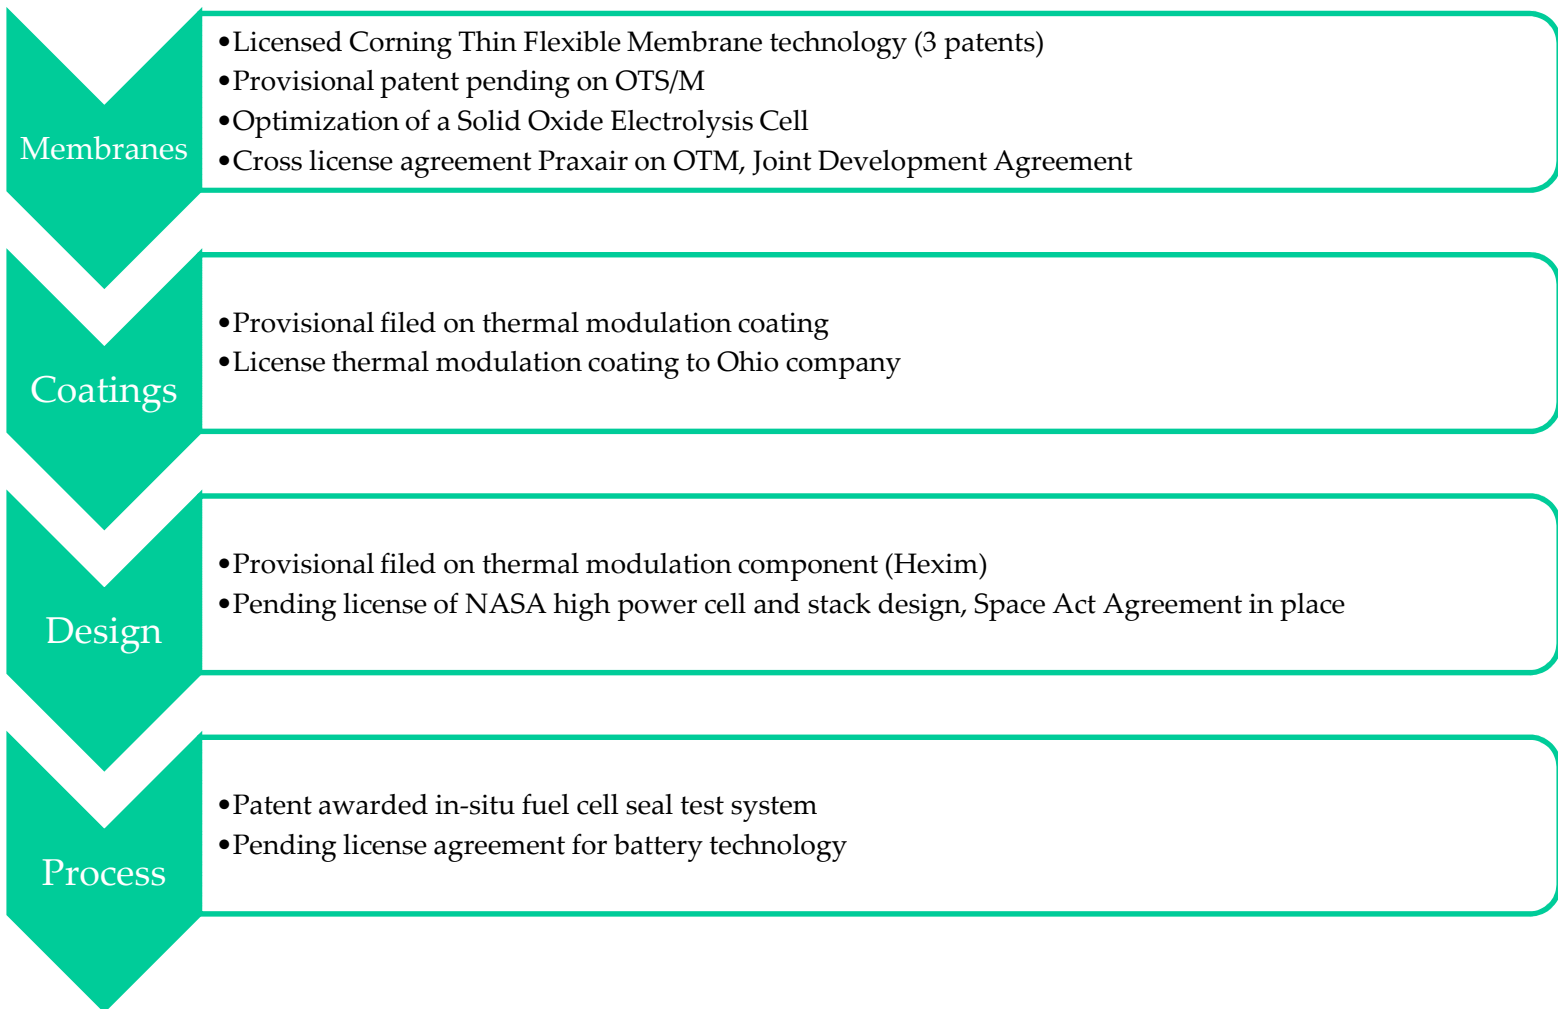 Membranes
•Licensed Corning Thin Flexible Membrane technology (3 patents)
•Provisional patent pending on OTS/M
•Optimization of a Solid Oxide Electrolysis Cell
•Cross license agreement Praxair on OTM, Joint Development Agreement
Coatings
•Provisional filed on thermal modulation coating
•License thermal modulation coating to Ohio company
Design
•Provisional filed on thermal modulation component (Hexim)
•Pending license of NASA high power cell and stack design, Space Act Agreement in place
Process
•Patent awarded in-situ fuel cell seal test system
•Pending license agreement for battery technology